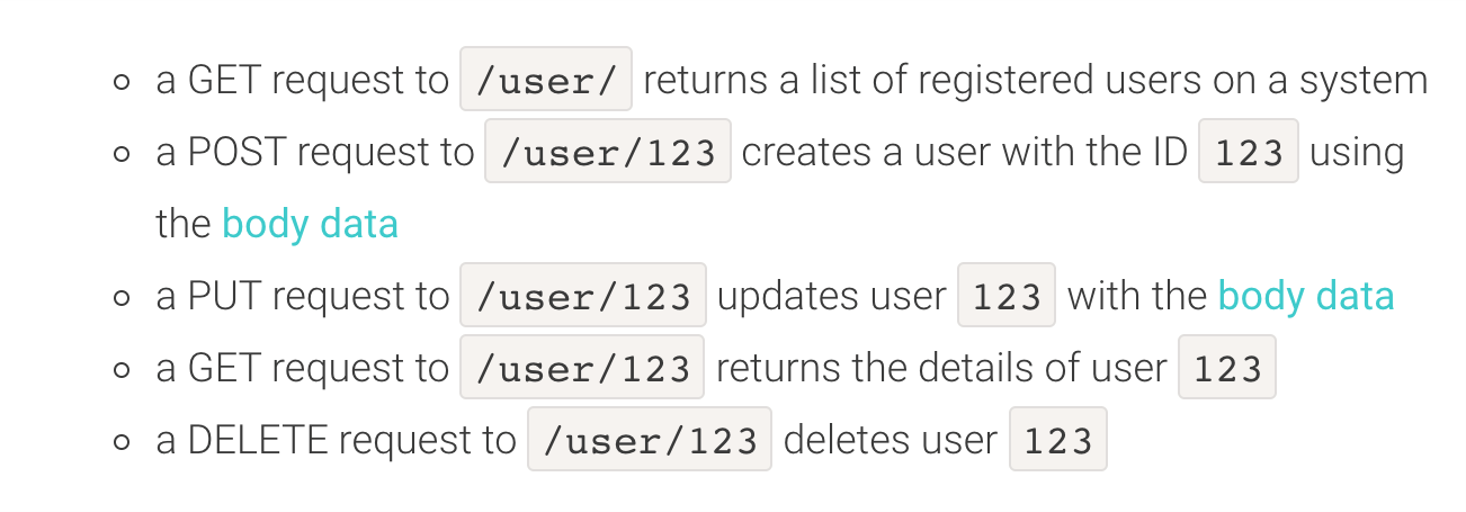 a GET request to /user/ returns a list of registered users on a system
a POST request to /user/123 creates a user with the ID 123 using
the body data
a PUT request to /user/123 updates user 123 with the body data
a GET request to /user/123 returns the details of user 123
a DELETE request to /user/123 deletes user 123